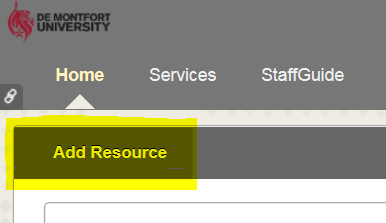 DE MONTFORT
UNIVERSITY
Home Services StaffGuide
Add Resource